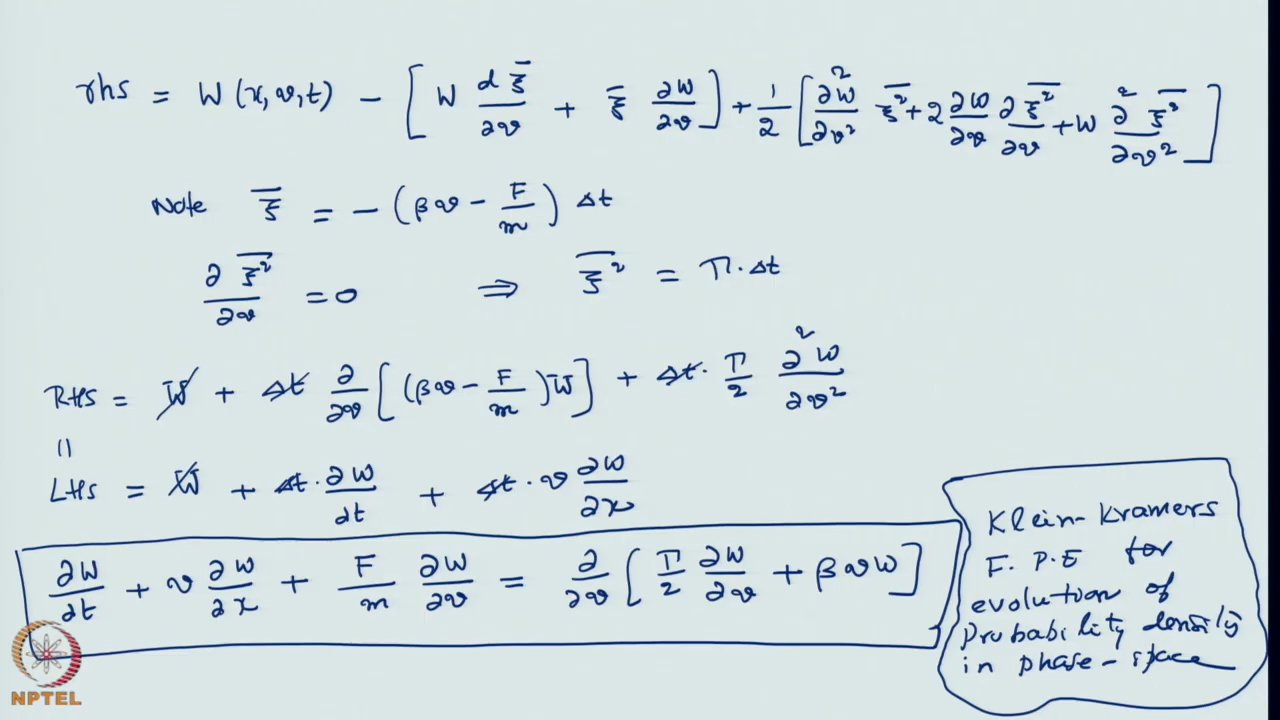 rhs = W(x, v, t) − [ W dξ̄/∂v + ξ̄ ∂W/∂v ] + 1/2 [ ∂²W/∂v² ξ̄² + 2 ∂W/∂v ∂ξ̄²/∂v + W ∂²ξ̄²/∂v² ]
Note ξ̄ = − (βv − F/m) Δt
∂ξ̄²/∂v = 0 ⇒ ξ̄² = Π·Δt
RHS = W + Δt ∂/∂v [ (βv − F/m) W ] + Δt· Π/2 ∂²W/∂v²
||
LHS = W + Δt· ∂W/∂t + Δt· v ∂W/∂x
∂W/∂t + v ∂W/∂x + F/m ∂W/∂v = ∂/∂v [ Π/2 ∂W/∂v + βvW ]
Klein-Kramers
F.P.E for
evolution of
probability density
in phase-space
NPTEL